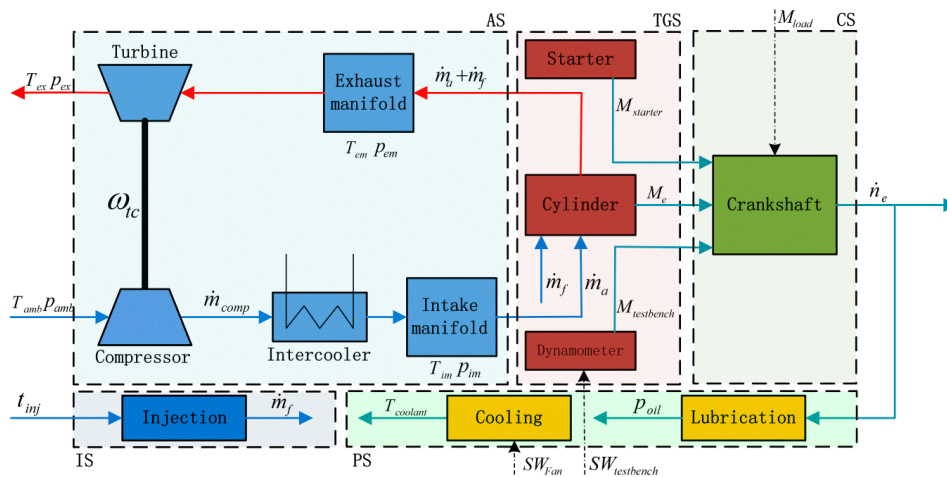 AS
TGS
CS
M_load
Turbine
Starter
T_ex p_ex
Exhaust
manifold
ṁ_a+ṁ_f
M_starter
T_em p_em
ω_tc
Cylinder
M_e
Crankshaft
ṅ_e
ṁ_f
ṁ_a
T_amb p_amb
ṁ_comp
Intake
manifold
M_testbench
Compressor
Intercooler
Dynamometer
T_im p_im
t_inj
Injection
ṁ_f
T_coolant
Cooling
p_oil
Lubrication
IS
PS
SW_Fan
SW_testbench